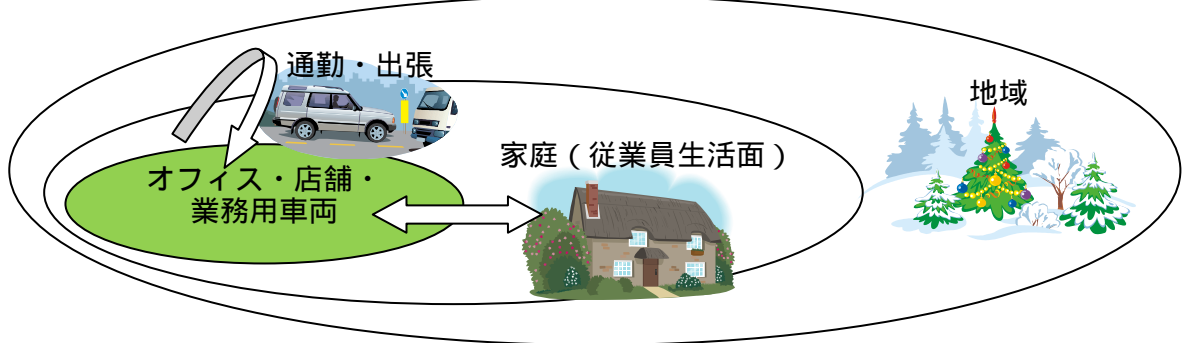 通勤・出張
地域
家庭（従業員生活面）
オフィス・店舗・
業務用車両